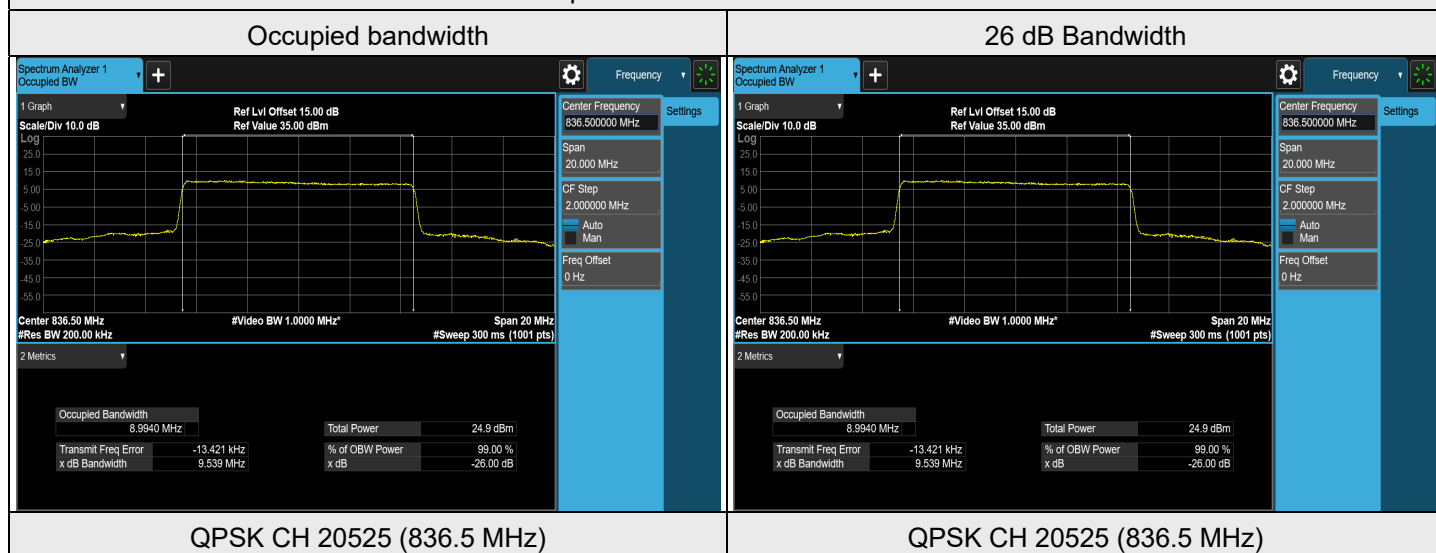 Occupied bandwidth
26 dB Bandwidth
Spectrum Analyzer 1
Occupied BW
+
Frequency
1 Graph
Scale/Div 10.0 dB
Ref Lvl Offset 15.00 dB
Ref Value 35.00 dBm
Log
25.0
15.0
5.00
-5.00
-15.0
-25.0
-35.0
-45.0
-55.0
Center 836.50 MHz
#Video BW 1.0000 MHz*
Span 20 MHz
#Res BW 200.00 kHz
#Sweep 300 ms (1001 pts)
Center Frequency
836.500000 MHz
Settings
Span
20.000 MHz
CF Step
2.000000 MHz
Auto
Man
Freq Offset
0 Hz
2 Metrics
Occupied Bandwidth
8.9940 MHz
Total Power 24.9 dBm
Transmit Freq Error -13.421 kHz
% of OBW Power 99.00 %
x dB Bandwidth 9.539 MHz
x dB -26.00 dB
Spectrum Analyzer 1
Occupied BW
+
Frequency
1 Graph
Scale/Div 10.0 dB
Ref Lvl Offset 15.00 dB
Ref Value 35.00 dBm
Log
25.0
15.0
5.00
-5.00
-15.0
-25.0
-35.0
-45.0
-55.0
Center 836.50 MHz
#Video BW 1.0000 MHz*
Span 20 MHz
#Res BW 200.00 kHz
#Sweep 300 ms (1001 pts)
Center Frequency
836.500000 MHz
Settings
Span
20.000 MHz
CF Step
2.000000 MHz
Auto
Man
Freq Offset
0 Hz
2 Metrics
Occupied Bandwidth
8.9940 MHz
Total Power 24.9 dBm
Transmit Freq Error -13.421 kHz
% of OBW Power 99.00 %
x dB Bandwidth 9.539 MHz
x dB -26.00 dB
QPSK CH 20525 (836.5 MHz)
QPSK CH 20525 (836.5 MHz)